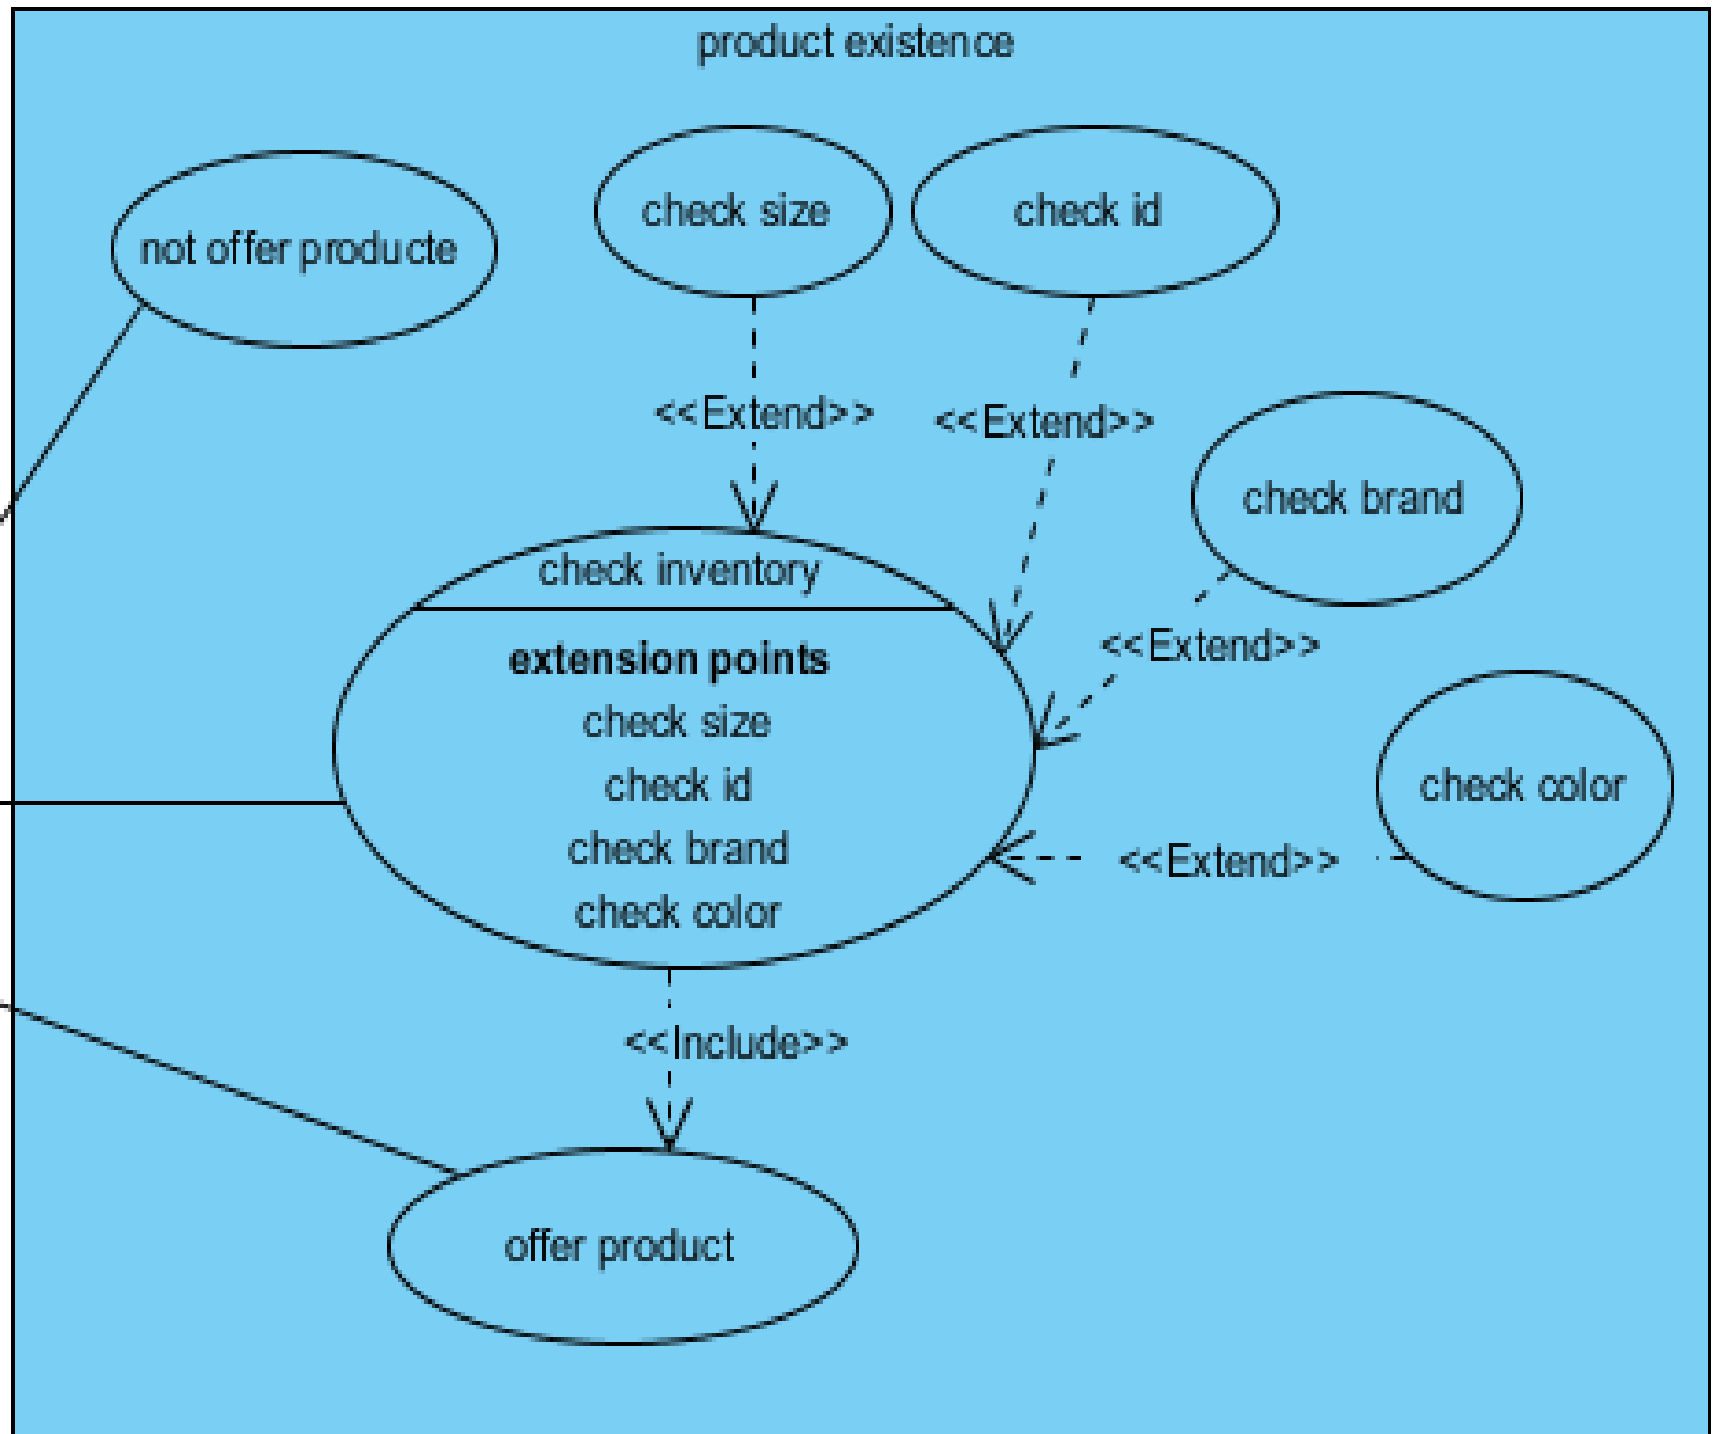 product existence
check size
check id
not offer producte
<<Extend>>
<<Extend>>
check brand
check inventory
<<Extend>>
extension points
check size
check id
check brand
check color
check color
<<Extend>>
<<Include>>
offer product